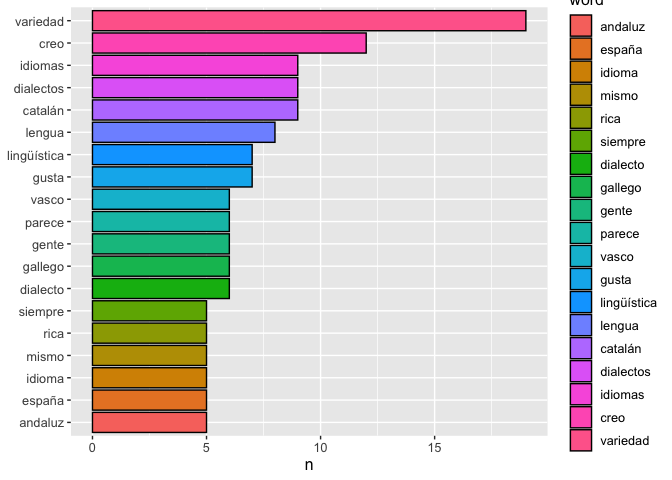 variedad
creo
idiomas
dialectos
catalán
lengua
lingüística
gusta
vasco
parece
gente
gallego
dialecto
siempre
rica
mismo
idioma
españa
andaluz
0 5 10 15
n
word
andaluz
españa
idioma
mismo
rica
siempre
dialecto
gallego
gente
parece
vasco
gusta
lingüística
lengua
catalán
dialectos
idiomas
creo
variedad